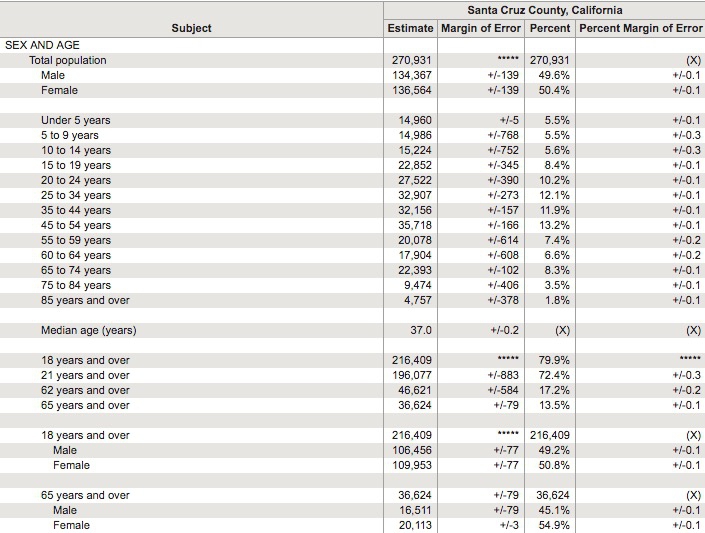 Santa Cruz County, California
Subject Estimate Margin of Error Percent Percent Margin of Error
SEX AND AGE
Total population 270,931 ***** 270,931 (X)
Male 134,367 +/-139 49.6% +/-0.1
Female 136,564 +/-139 50.4% +/-0.1
Under 5 years 14,960 +/-5 5.5% +/-0.1
5 to 9 years 14,986 +/-768 5.5% +/-0.3
10 to 14 years 15,224 +/-752 5.6% +/-0.3
15 to 19 years 22,852 +/-345 8.4% +/-0.1
20 to 24 years 27,522 +/-390 10.2% +/-0.1
25 to 34 years 32,907 +/-273 12.1% +/-0.1
35 to 44 years 32,156 +/-157 11.9% +/-0.1
45 to 54 years 35,718 +/-166 13.2% +/-0.1
55 to 59 years 20,078 +/-614 7.4% +/-0.2
60 to 64 years 17,904 +/-608 6.6% +/-0.2
65 to 74 years 22,393 +/-102 8.3% +/-0.1
75 to 84 years 9,474 +/-406 3.5% +/-0.1
85 years and over 4,757 +/-378 1.8% +/-0.1
Median age (years) 37.0 +/-0.2 (X) (X)
18 years and over 216,409 ***** 79.9% *****
21 years and over 196,077 +/-883 72.4% +/-0.3
62 years and over 46,621 +/-584 17.2% +/-0.2
65 years and over 36,624 +/-79 13.5% +/-0.1
18 years and over 216,409 ***** 216,409 (X)
Male 106,456 +/-77 49.2% +/-0.1
Female 109,953 +/-77 50.8% +/-0.1
65 years and over 36,624 +/-79 36,624 (X)
Male 16,511 +/-79 45.1% +/-0.1
Female 20,113 +/-3 54.9% +/-0.1